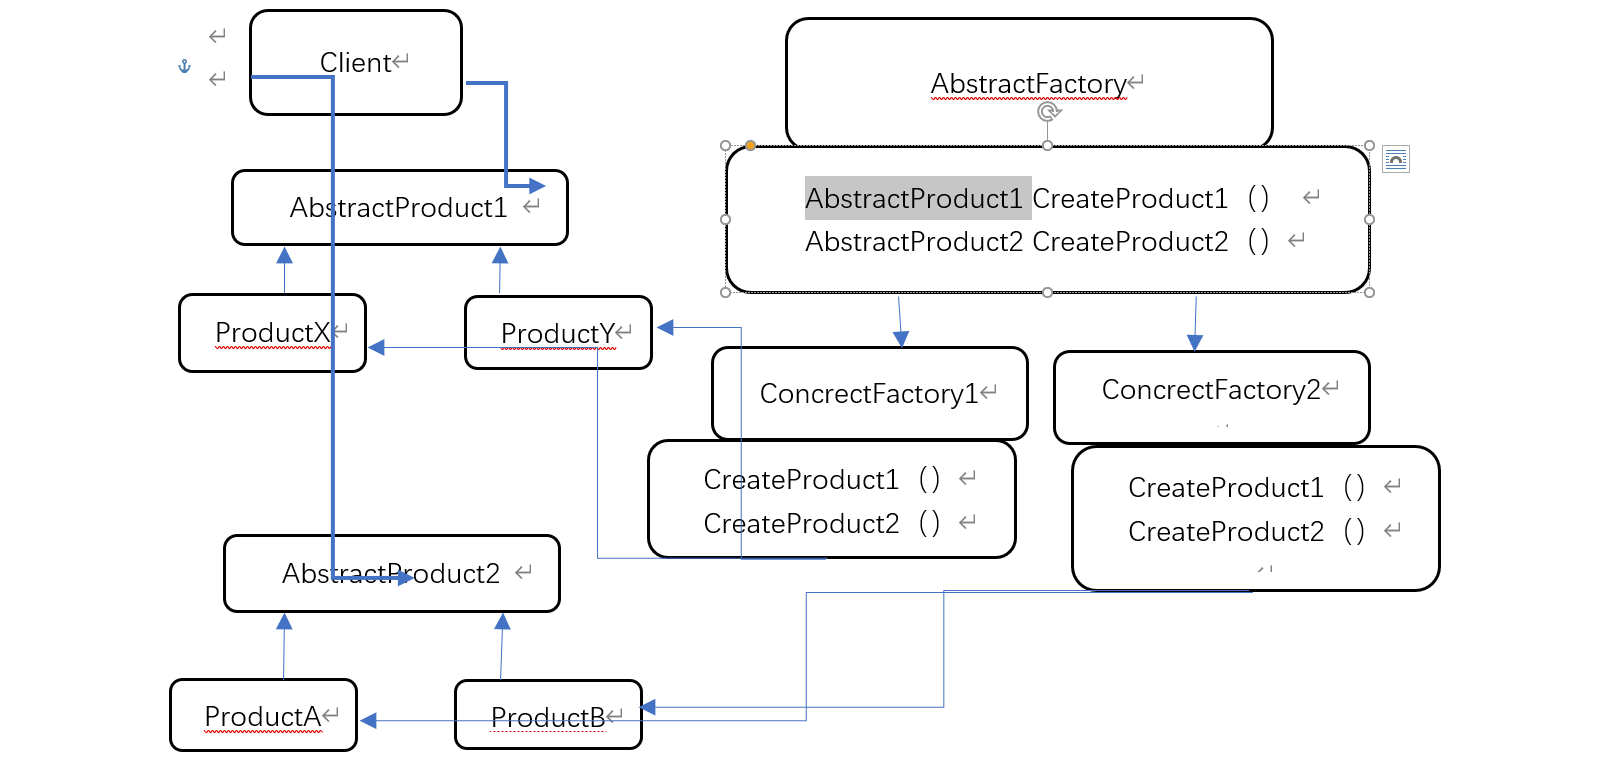 Client
AbstractFactory
AbstractProduct1
AbstractProduct1 CreateProduct1（）
AbstractProduct2 CreateProduct2（）
ProductX
ProductY
ConcrectFactory1
ConcrectFactory2
CreateProduct1（）
CreateProduct2（）
CreateProduct1（）
CreateProduct2（）
AbstractProduct2
ProductA
ProductB